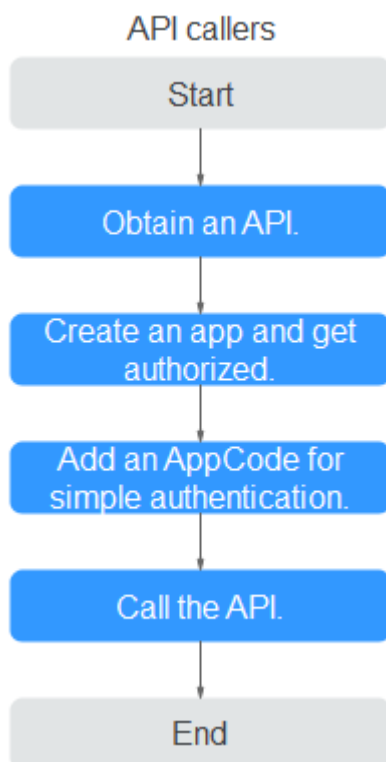 API callers
Start
Obtain an API.
Create an app and get
authorized.
Add an AppCode for
simple authentication.
Call the API.
End